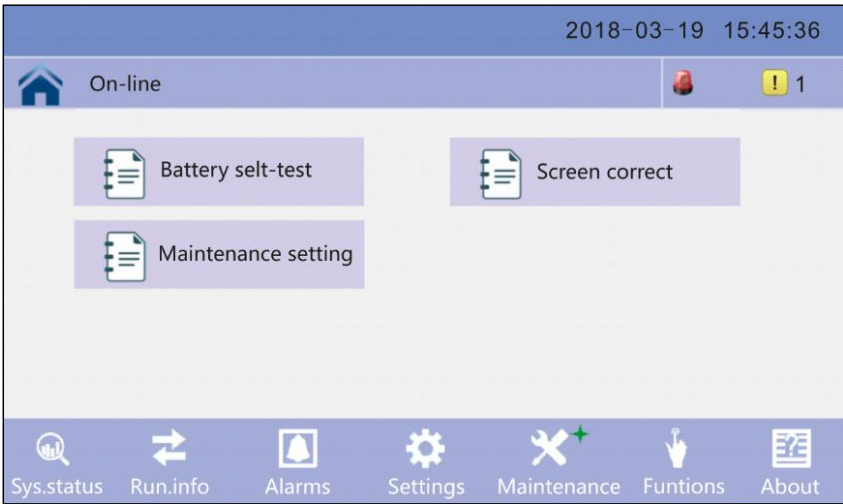 2018-03-19 15:45:36
On-line
! 1
Battery selt-test
Screen correct
Maintenance setting
Sys.status Run.info Alarms Settings Maintenance Funtions About